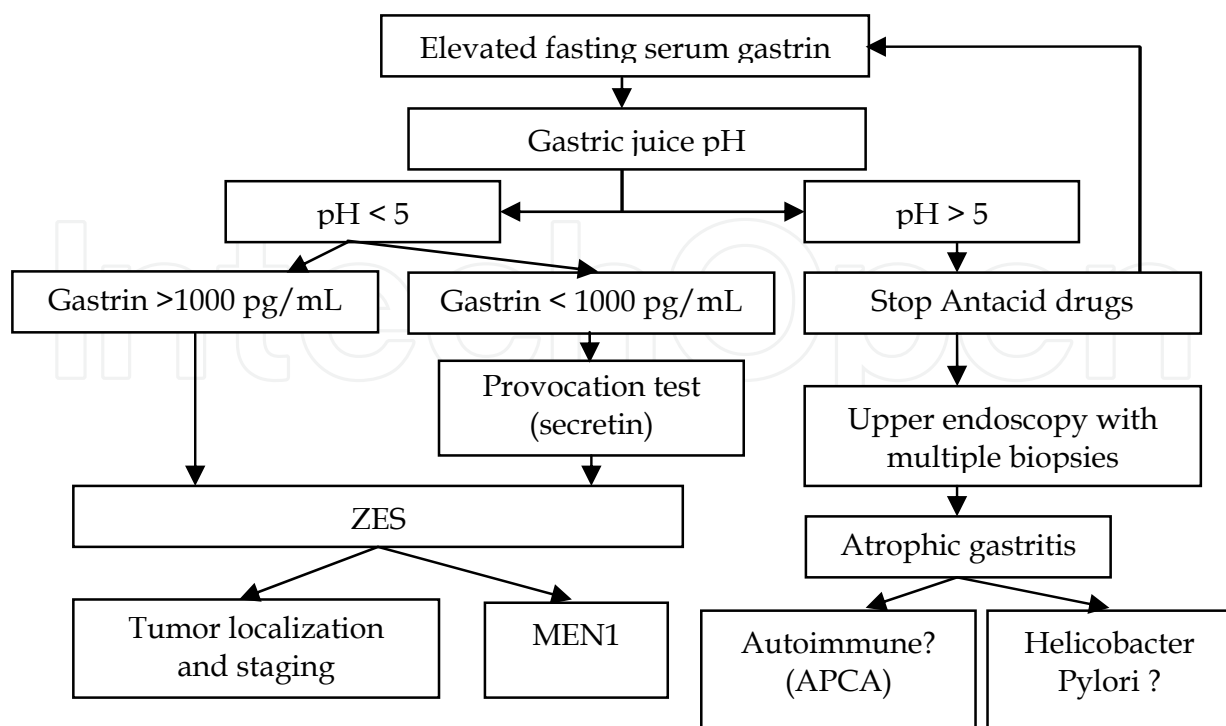 Elevated fasting serum gastrin
Gastric juice pH
pH < 5
pH > 5
Gastrin >1000 pg/mL
Gastrin < 1000 pg/mL
Stop Antacid drugs
Provocation test
(secretin)
Upper endoscopy with
multiple biopsies
ZES
Atrophic gastritis
Tumor localization
and staging
MEN1
Autoimmune?
(APCA)
Helicobacter
Pylori ?
IntechOpen